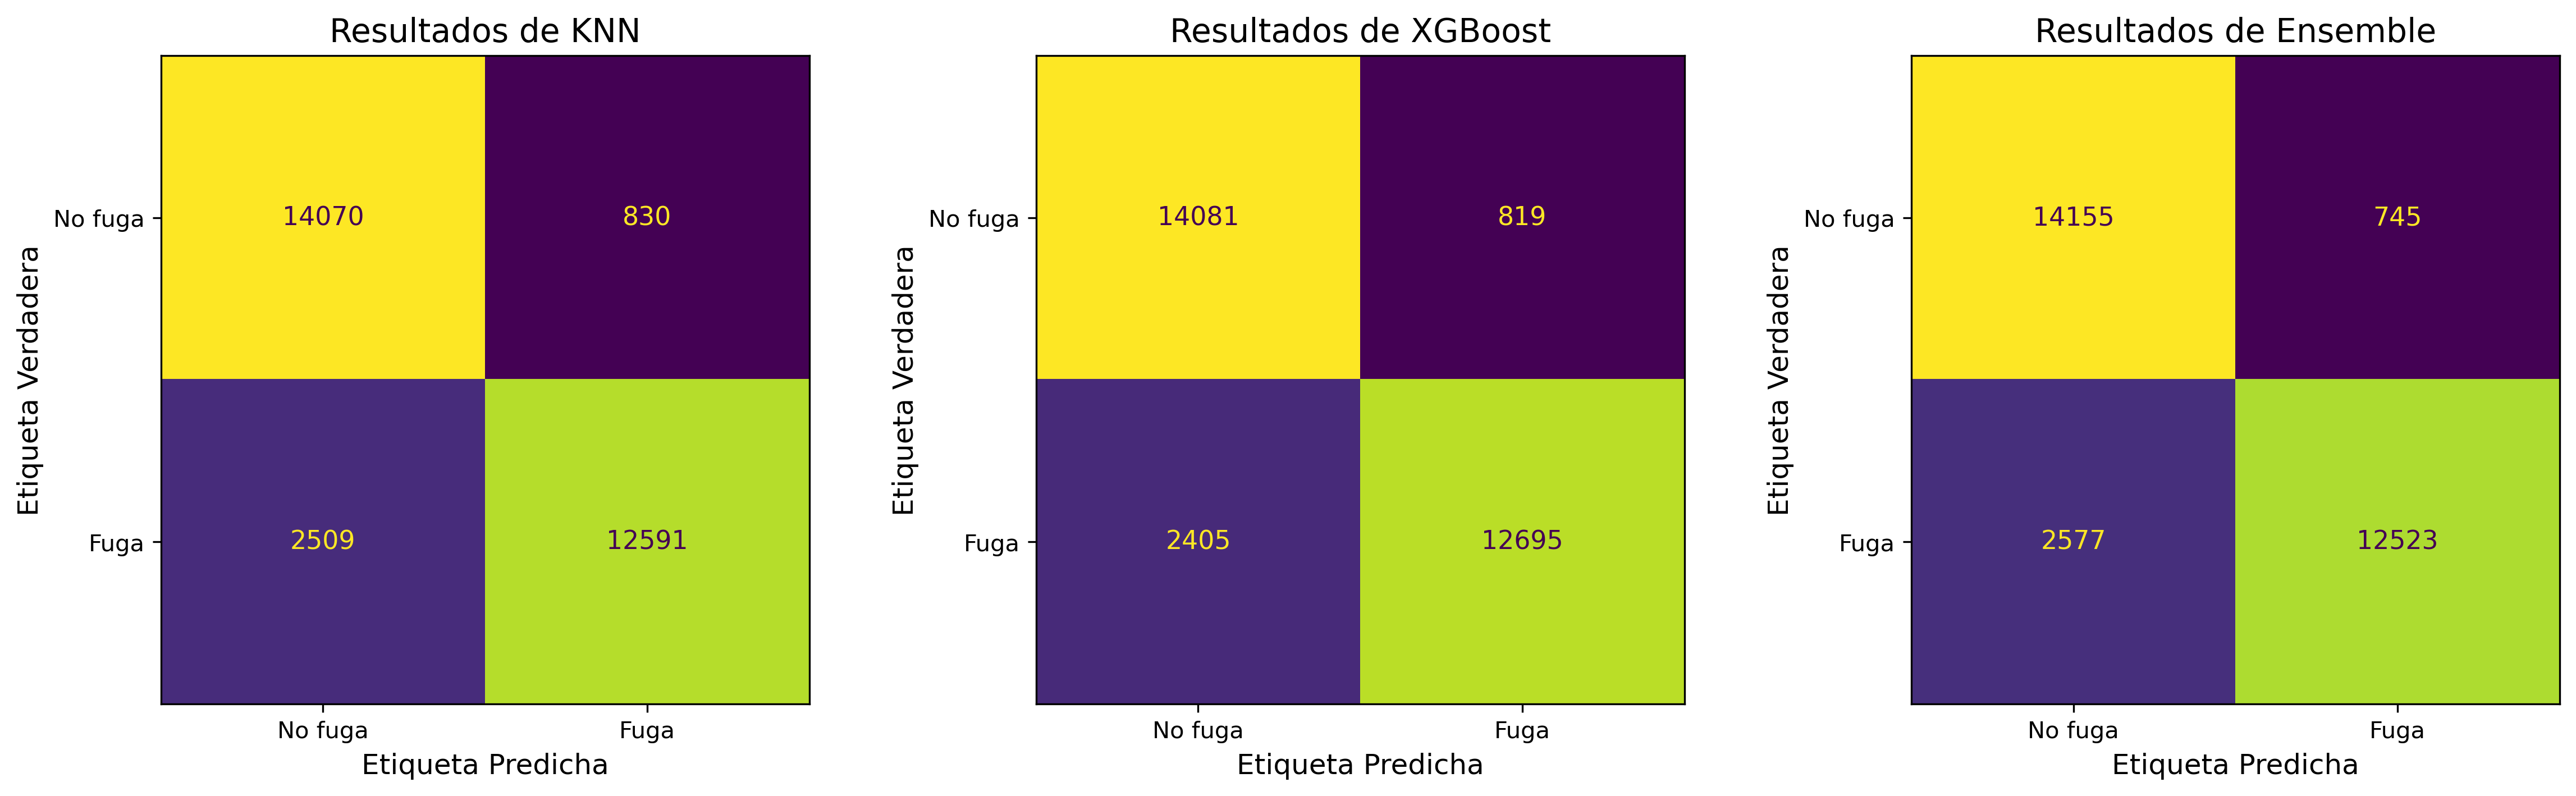 Resultados de KNN
Etiqueta Verdadera
No fuga
14070
830
Fuga
2509
12591
No fuga
Fuga
Etiqueta Predicha
Resultados de XGBoost
Etiqueta Verdadera
No fuga
14081
819
Fuga
2405
12695
No fuga
Fuga
Etiqueta Predicha
Resultados de Ensemble
Etiqueta Verdadera
No fuga
14155
745
Fuga
2577
12523
No fuga
Fuga
Etiqueta Predicha